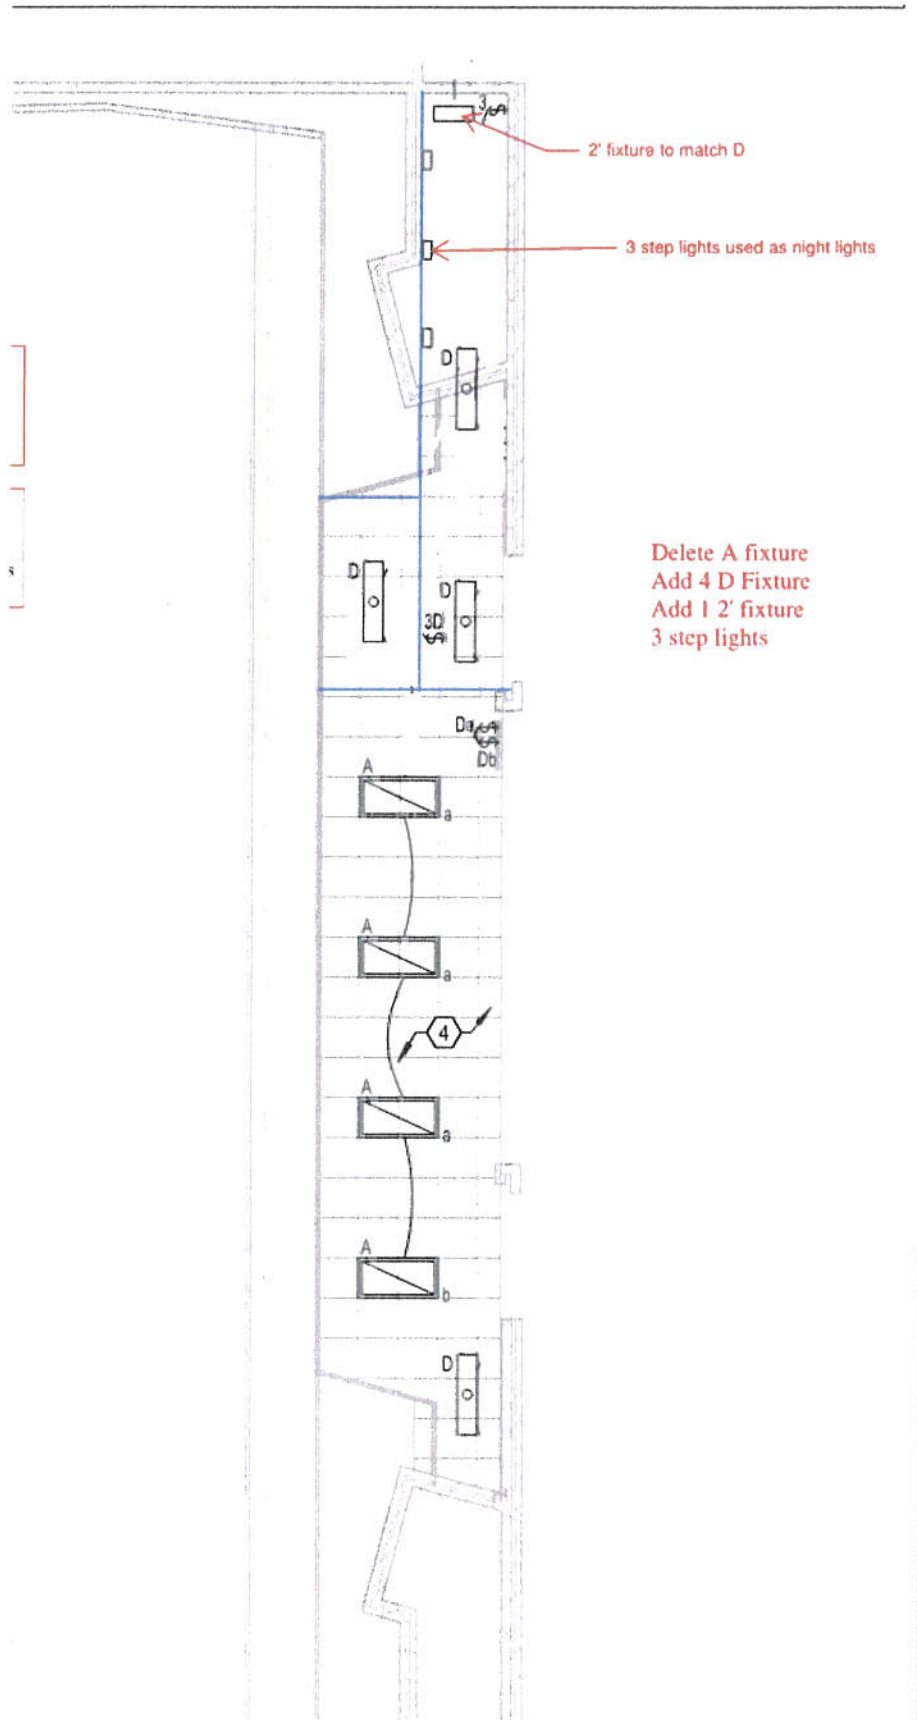 3
$
2' fixture to match D
3 step lights used as night lights
D
Delete A fixture
Add 4 D Fixture
Add 1 2' fixture
3 step lights
D
D
3D
$$
Da
$$
Db
A
a
A
a
4
A
a
A
b
D